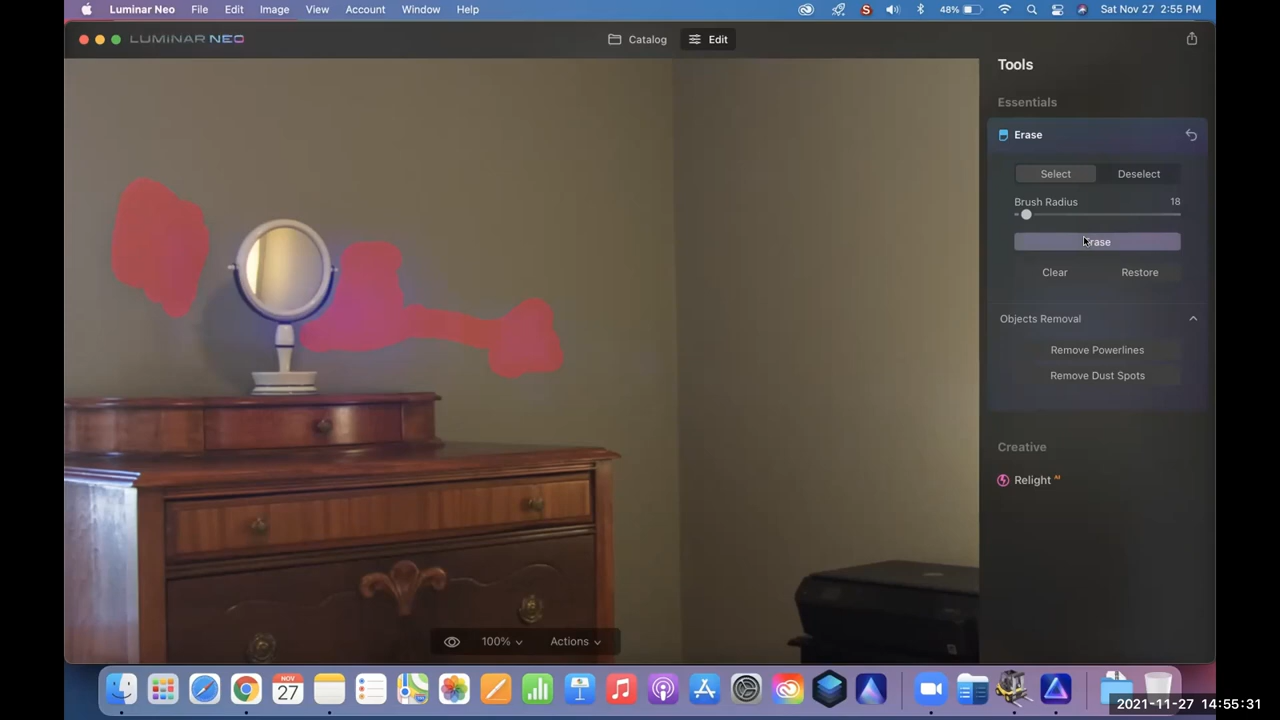 Luminar Neo File Edit Image View Account Window Help 48% Sat Nov 27 2:55 PM
LUMINAR NEO Catalog Edit
Tools
Essentials
Erase
Select Deselect
Brush Radius 18
Erase
Clear Restore
Objects Removal
Remove Powerlines
Remove Dust Spots
Creative
Relight AI
100% Actions
NOV
27
2021-11-27 14:55:31